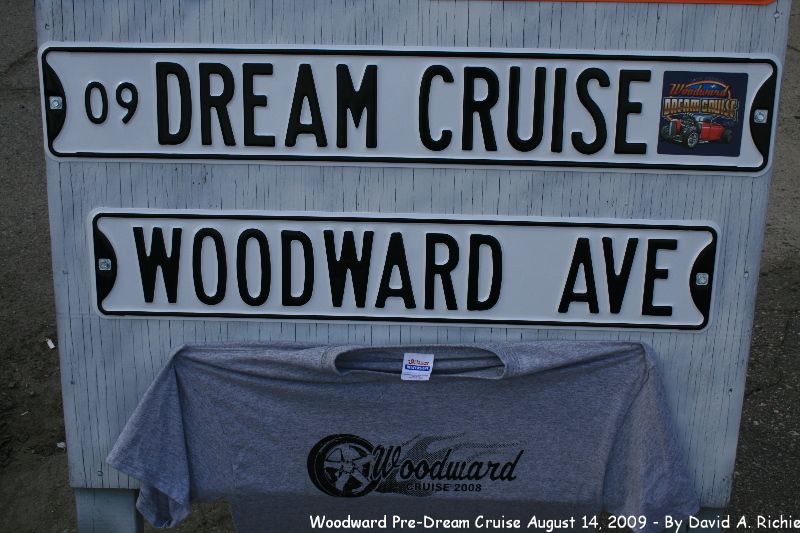 09 DREAM CRUISE
Woodward
DREAM CRUISE
WOODWARD AVE
Woodward
CRUISE 2008
Woodward Pre-Dream Cruise August 14, 2009 - By David A. Richie